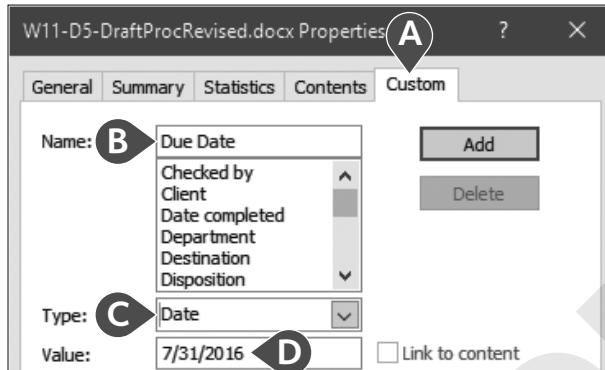 W11-D5-DraftProcRevised.docx Properties A ? ×
General Summary Statistics Contents Custom
Name: B Due Date Add
Checked by
Client Delete
Date completed
Department
Destination
Disposition
Type: C Date
Value: 7/31/2016 D Link to content